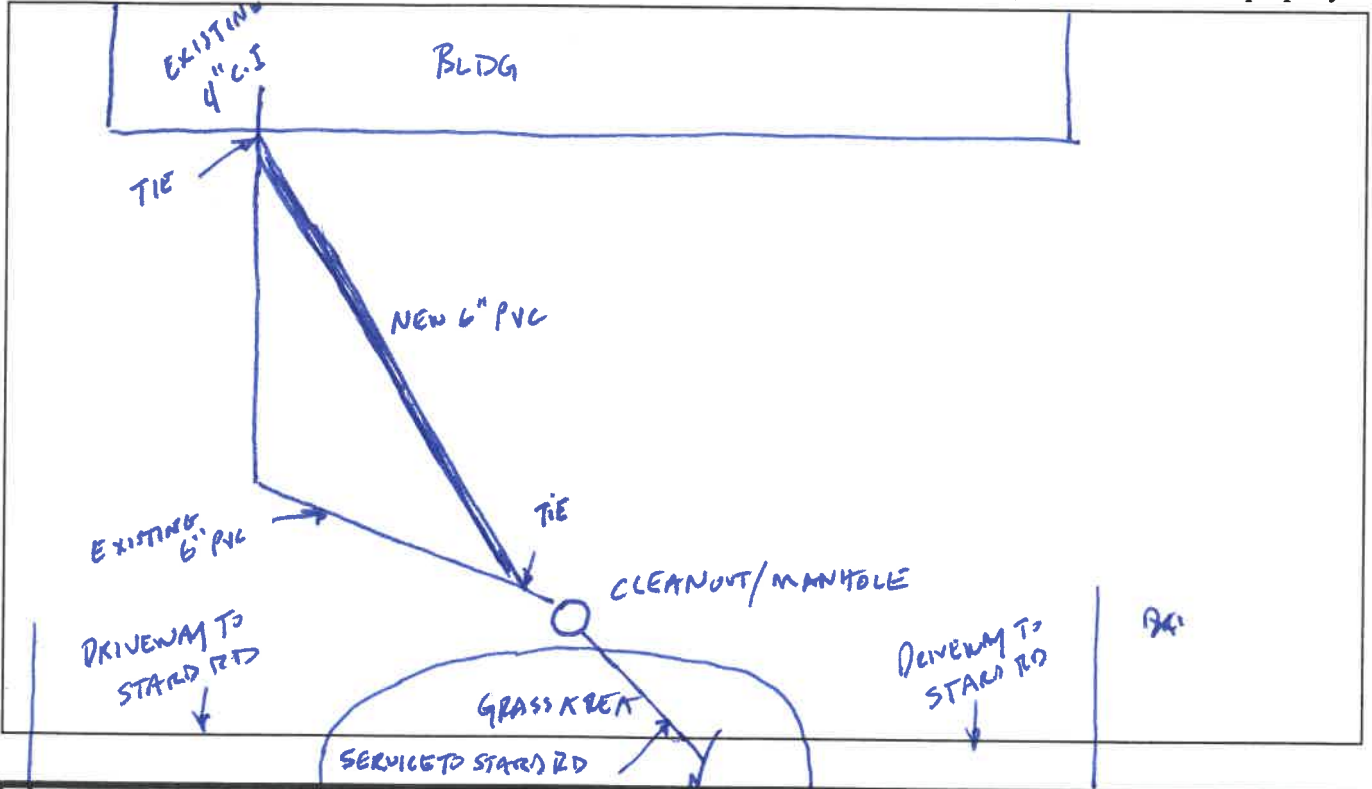 EXISTING
4" C.I
BLDG
TIE
NEW 6" PVC
EXISTING
6" PVC
TIE
CLEANOUT/MANHOLE
DRIVEWAY TO
STARD RD
DRIVEWAY TO
STARD RD
GRASS AREA
SERVICE TO STARD RD